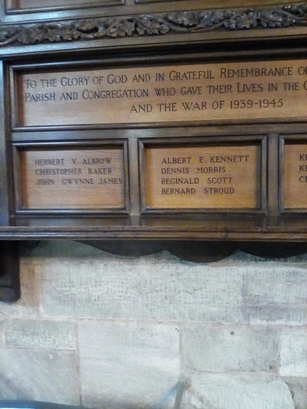 TO THE GLORY OF GOD AND IN GRATEFUL REMEMBRANCE O
PARISH AND CONGREGATION WHO GAVE THEIR LIVES IN THE
AND THE WAR OF 1939-1945
HERBERT V. ALBROW
CHRISTOPHER BAKER
JOHN GWYNNE JAMES
ALBERT E. KENNETT
DENNIS MORRIS
REGINALD SCOTT
BERNARD STROUD